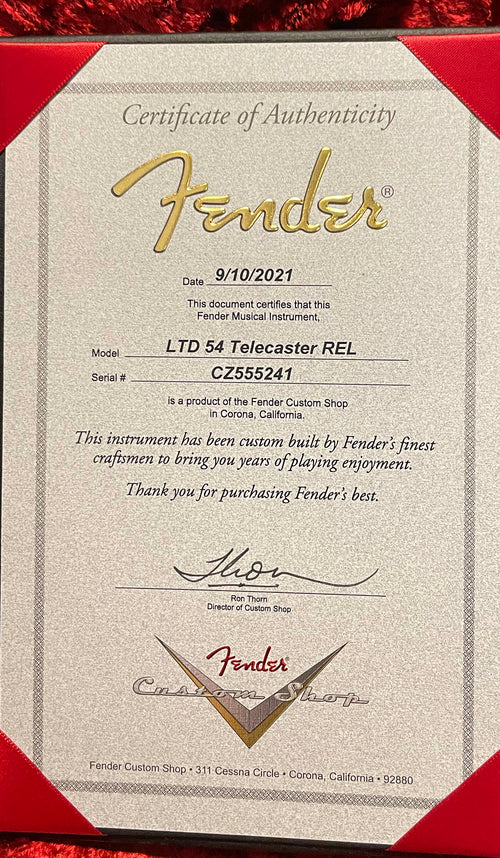 Certificate of Authenticity
Fender®
Date 9/10/2021
This document certifies that this
Fender Musical Instrument,
Model LTD 54 Telecaster REL
Serial # CZ555241
is a product of the Fender Custom Shop
in Corona, California.
This instrument has been custom built by Fender's finest
craftsmen to bring you years of playing enjoyment.
Thank you for purchasing Fender's best.
Thorn
Ron Thorn
Director of Custom Shop
Fender®
Custom Shop
Fender Custom Shop • 311 Cessna Circle • Corona, California • 92880